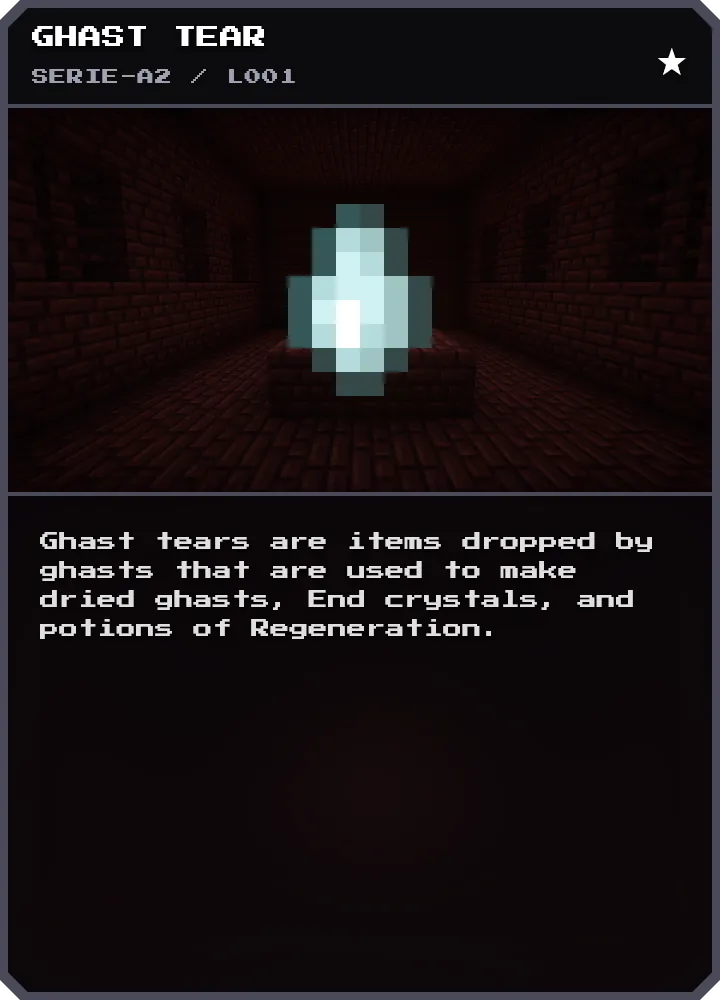 GHAST TEAR
SERIE-A2 / L001
Ghast tears are items dropped by
ghasts that are used to make
dried ghasts, End crystals, and
potions of Regeneration.